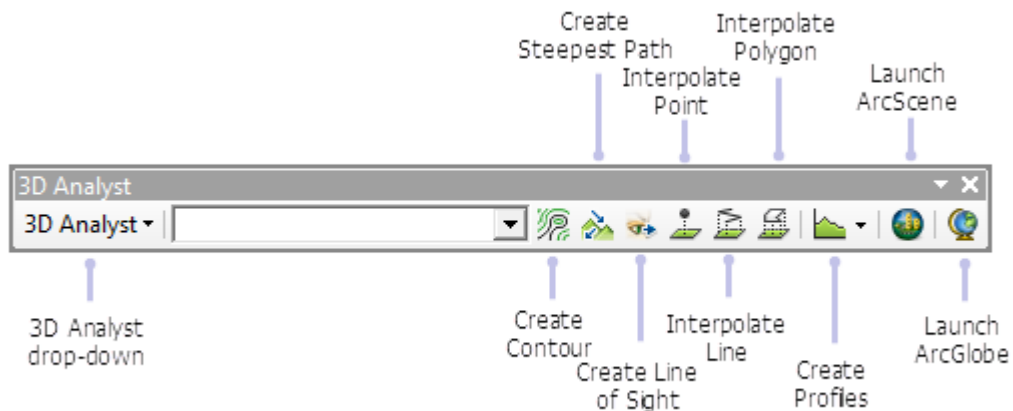 Create
Steepest Path
Interpolate
Point
Interpolate
Polygon
Launch
ArcScene
3D Analyst
3D Analyst
3D Analyst
drop-down
Create
Contour
Create Line
of Sight
Interpolate
Line
Create
Profiles
Launch
ArcGlobe